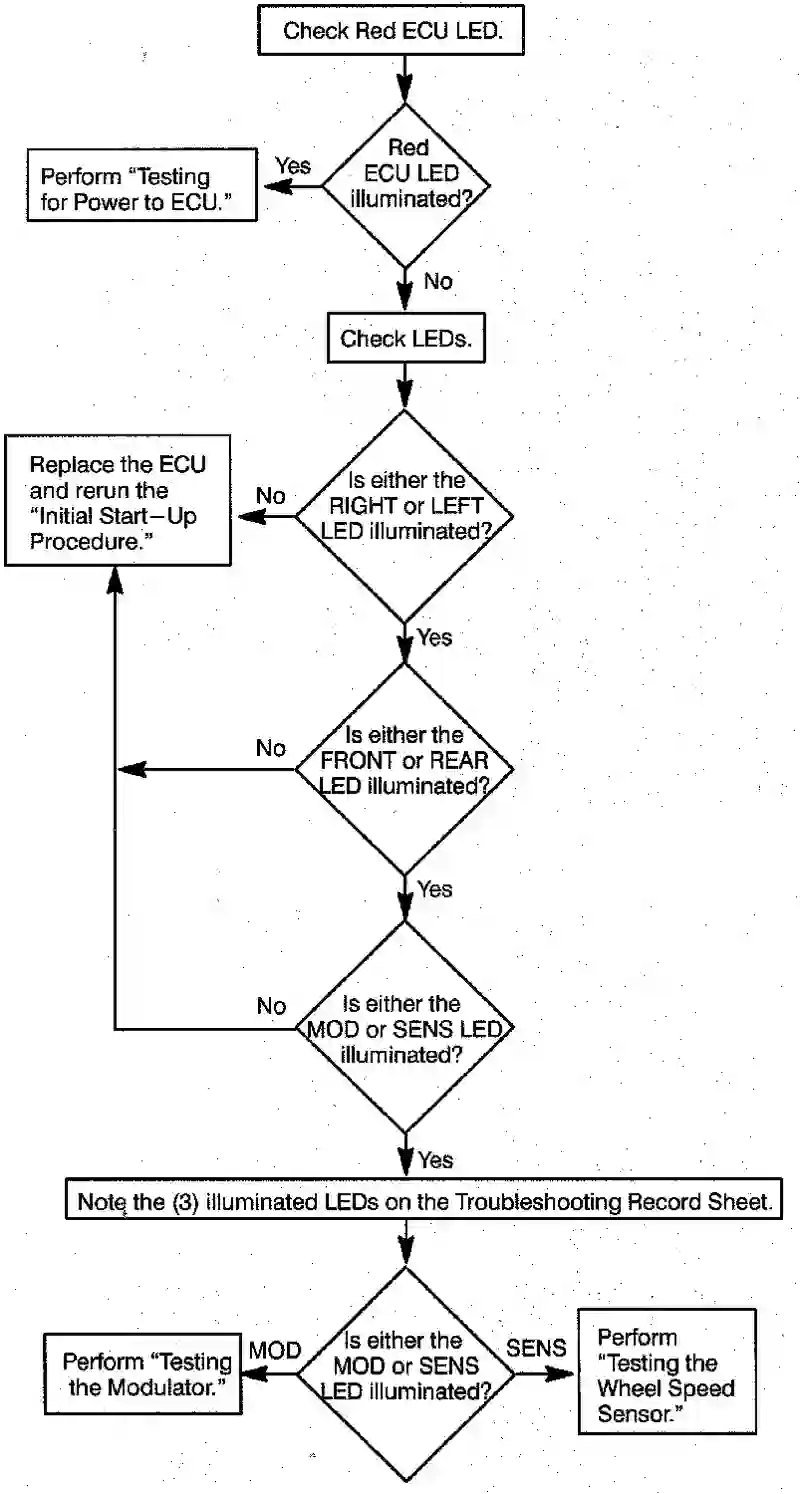 Check Red ECU LED.
Red
ECU LED
illuminated?
Yes
Perform “Testing
for Power to ECU.”
No
Check LEDs.
Is either the
RIGHT or LEFT
LED illuminated?
No
Replace the ECU
and rerun the
“Initial Start–Up
Procedure.”
Yes
Is either the
FRONT or REAR
LED illuminated?
No
Yes
Is either the
MOD or SENS LED
illuminated?
No
Yes
Note the (3) illuminated LEDs on the Troubleshooting Record Sheet.
Is either the
MOD or SENS
LED illuminated?
MOD
Perform “Testing
the Modulator.”
SENS
Perform
“Testing the
Wheel Speed
Sensor.”